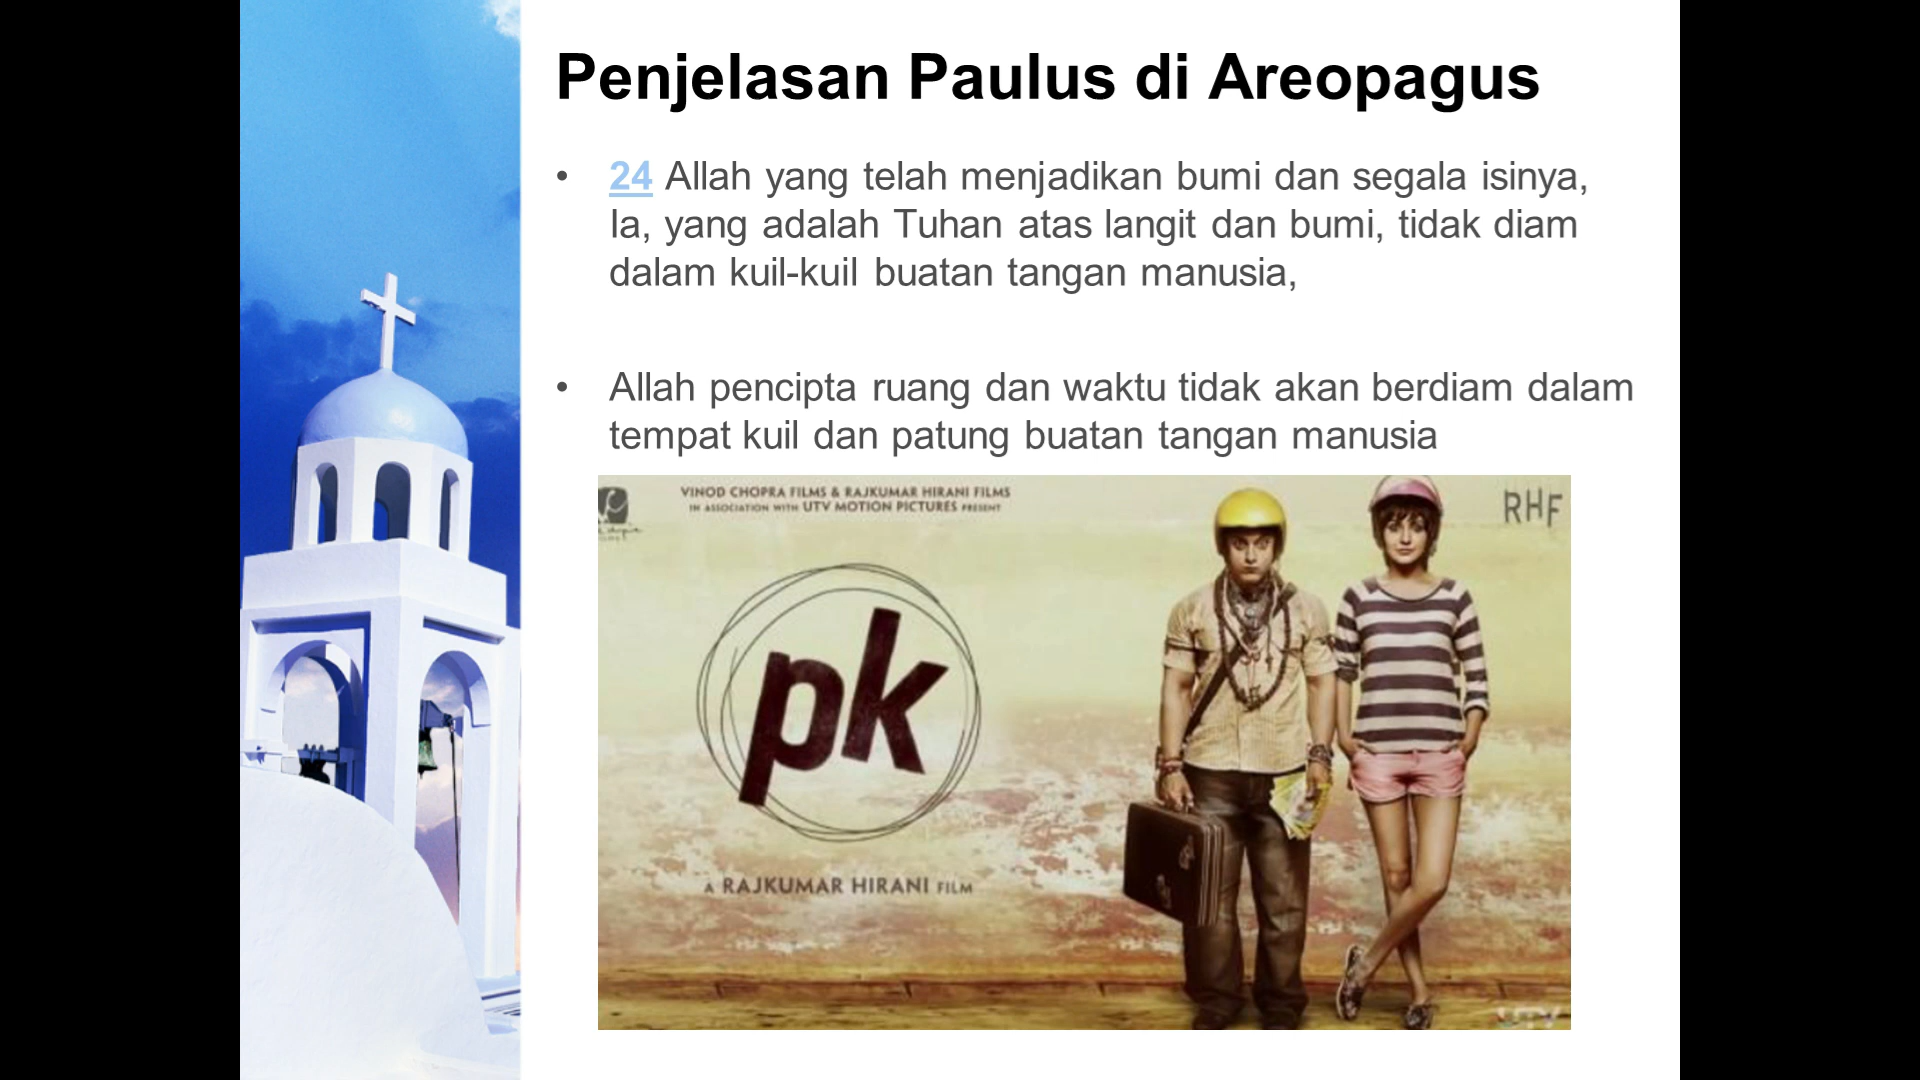 Penjelasan Paulus di Areopagus
• 24 Allah yang telah menjadikan bumi dan segala isinya,
Ia, yang adalah Tuhan atas langit dan bumi, tidak diam
dalam kuil-kuil buatan tangan manusia,
• Allah pencipta ruang dan waktu tidak akan berdiam dalam
tempat kuil dan patung buatan tangan manusia
VINOD CHOPRA FILMS & RAJKUMAR HIRANI FILMS
IN ASSOCIATION WITH UTV MOTION PICTURES PRESENT
RHF
pk
A RAJKUMAR HIRANI FILM
UTV